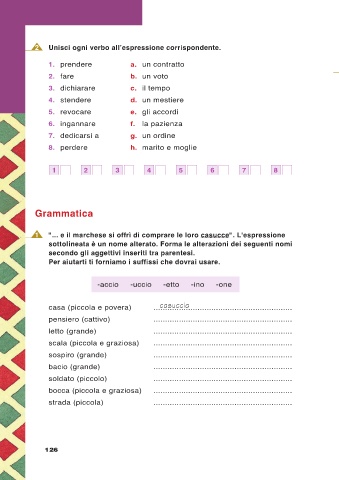 2 Unisci ogni verbo all'espressione corrispondente.
1. prendere a. un contratto
2. fare b. un voto
3. dichiarare c. il tempo
4. stendere d. un mestiere
5. revocare e. gli accordi
6. ingannare f. la pazienza
7. dedicarsi a g. un ordine
8. perdere h. marito e moglie
1 2 3 4 5 6 7 8
Grammatica
1 "... e il marchese si offrì di comprare le loro casucce". L'espressione
sottolineata è un nome alterato. Forma le alterazioni dei seguenti nomi
secondo gli aggettivi inseriti tra parentesi.
Per aiutarti ti forniamo i suffissi che dovrai usare.
-accio -uccio -etto -ino -one
casa (piccola e povera) casuccia
pensiero (cattivo)
letto (grande)
scala (piccola e graziosa)
sospiro (grande)
bacio (grande)
soldato (piccolo)
bocca (piccola e graziosa)
strada (piccola)
126